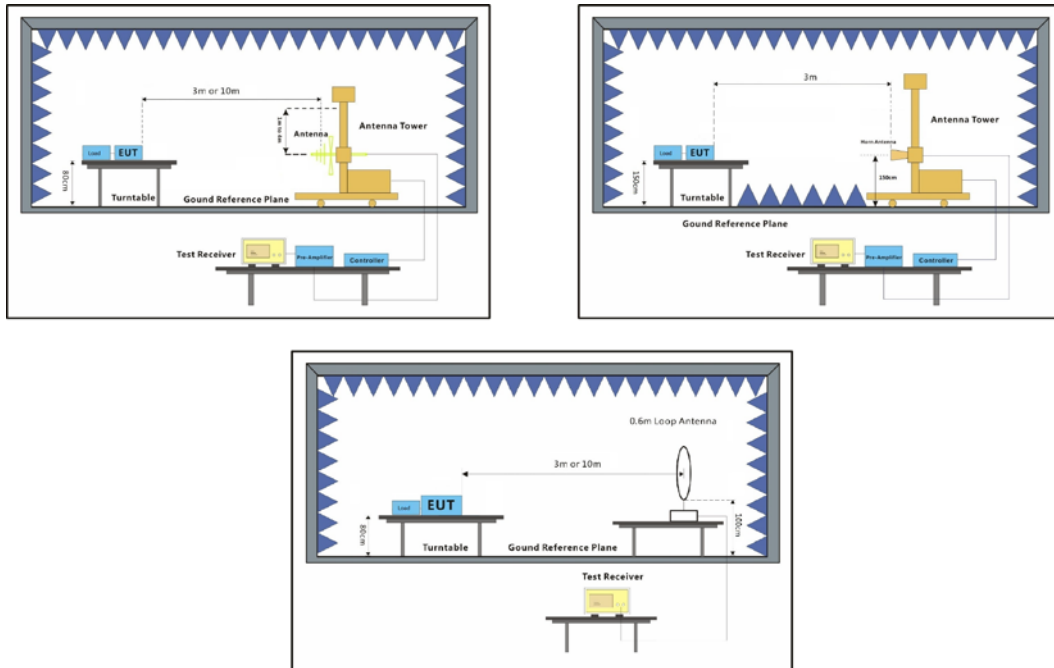 3m or 10m
1m to 4m
Antenna
Antenna Tower
Load
EUT
80cm
Turntable
Gound Reference Plane
Test Receiver
Pre-Amplifier
Controller
3m
Antenna Tower
Horn Antenna
Load
EUT
150cm
150cm
Turntable
Gound Reference Plane
Test Receiver
Pre-Amplifier
Controller
0.6m Loop Antenna
3m or 10m
Load
EUT
80cm
100cm
Turntable
Gound Reference Plane
Test Receiver